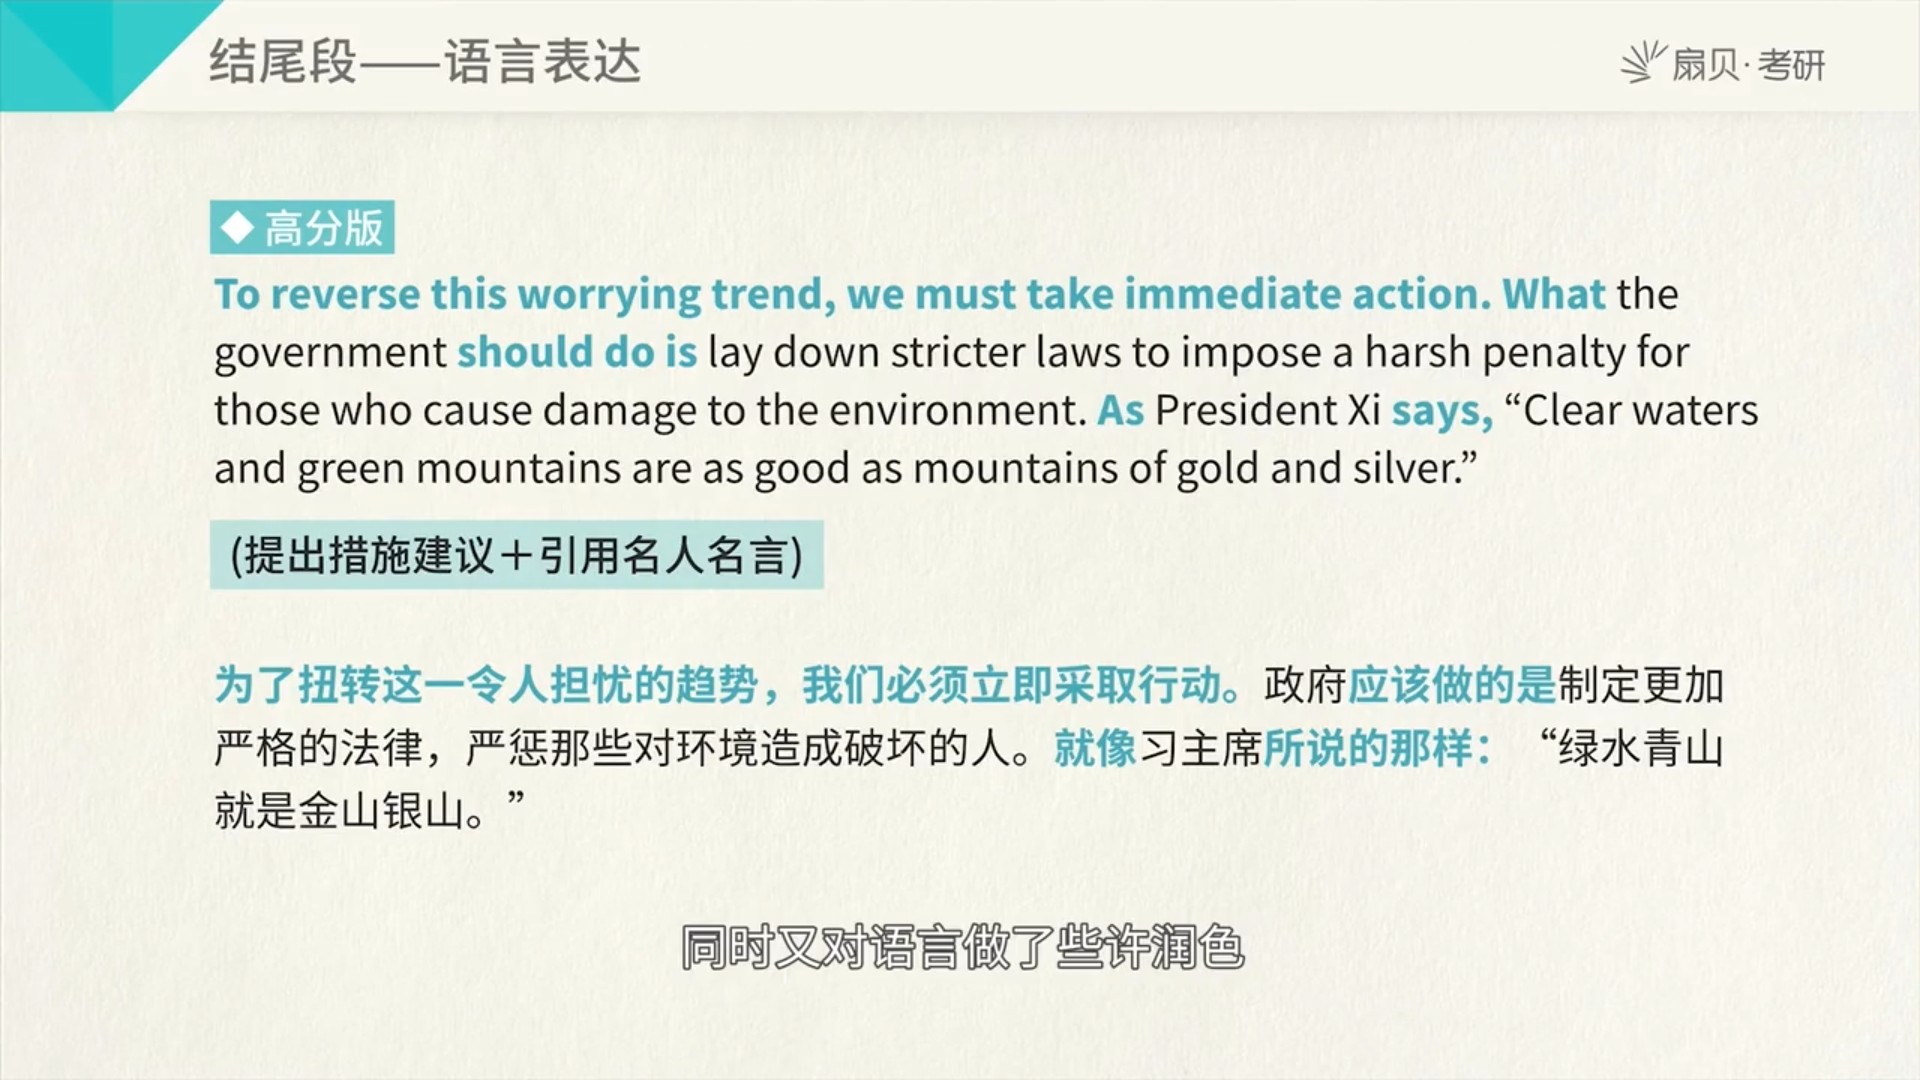 结尾段——语言表达
扇贝·考研
◆ 高分版
To reverse this worrying trend, we must take immediate action. What the
government should do is lay down stricter laws to impose a harsh penalty for
those who cause damage to the environment. As President Xi says, “Clear waters
and green mountains are as good as mountains of gold and silver.”
(提出措施建议＋引用名人名言)
为了扭转这一令人担忧的趋势，我们必须立即采取行动。政府应该做的是制定更加
严格的法律，严惩那些对环境造成破坏的人。就像习主席所说的那样：“绿水青山
就是金山银山。”
同时又对语言做了些许润色